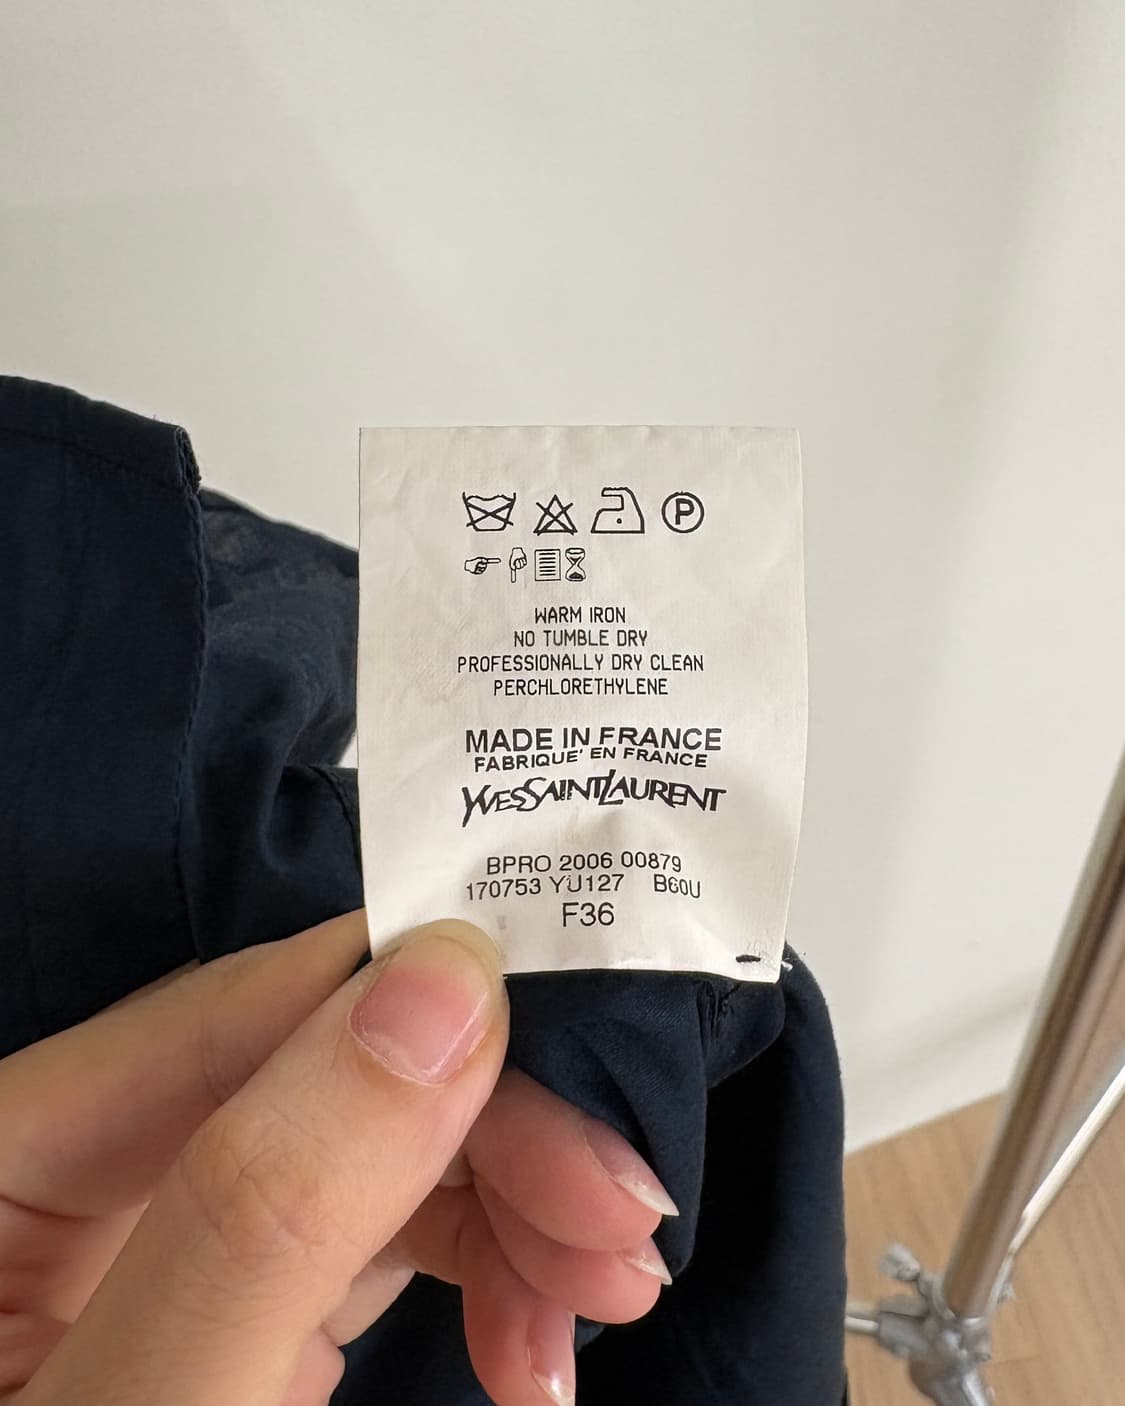 P
WARM IRON
NO TUMBLE DRY
PROFESSIONALLY DRY CLEAN
PERCHLORETHYLENE
MADE IN FRANCE
FABRIQUE' EN FRANCE
YVESSAINTLAURENT
BPRO 2006 00879
170753 YU127 B60U
F36